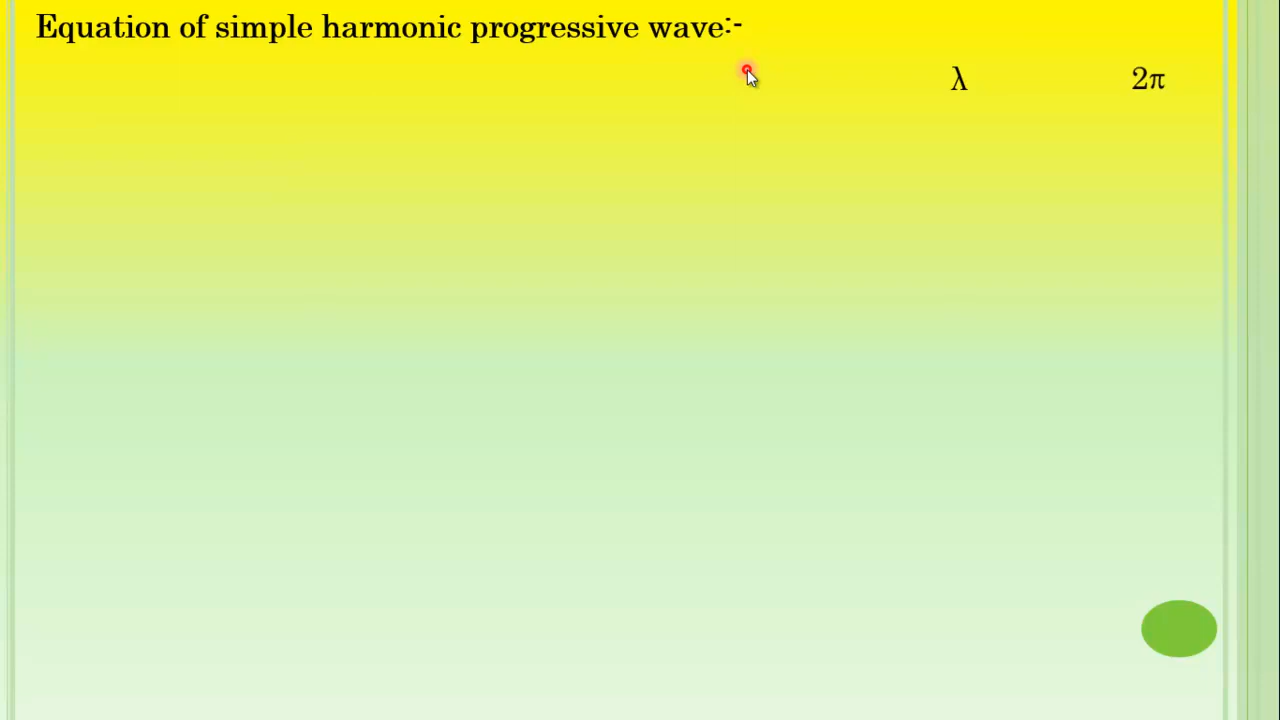 Equation of simple harmonic progressive wave:-
λ 2π